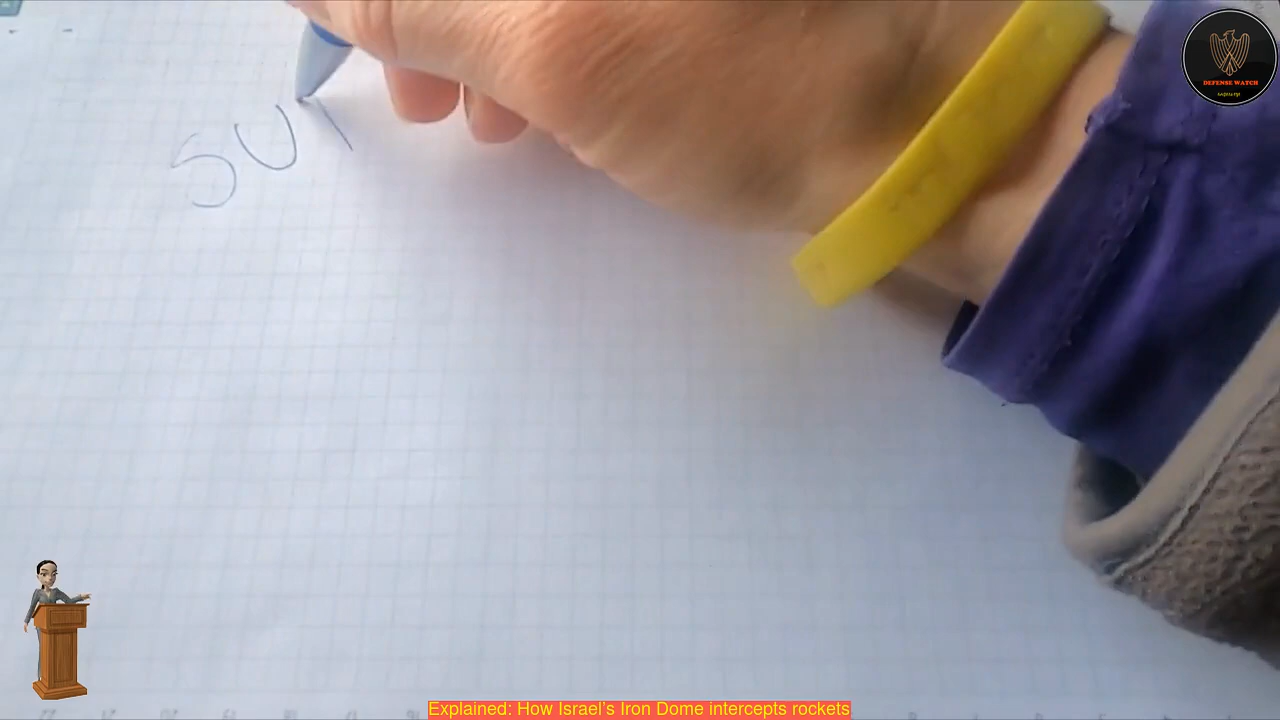 SU
DEFENSE WATCH
Explained: How Israel's Iron Dome intercepts rockets